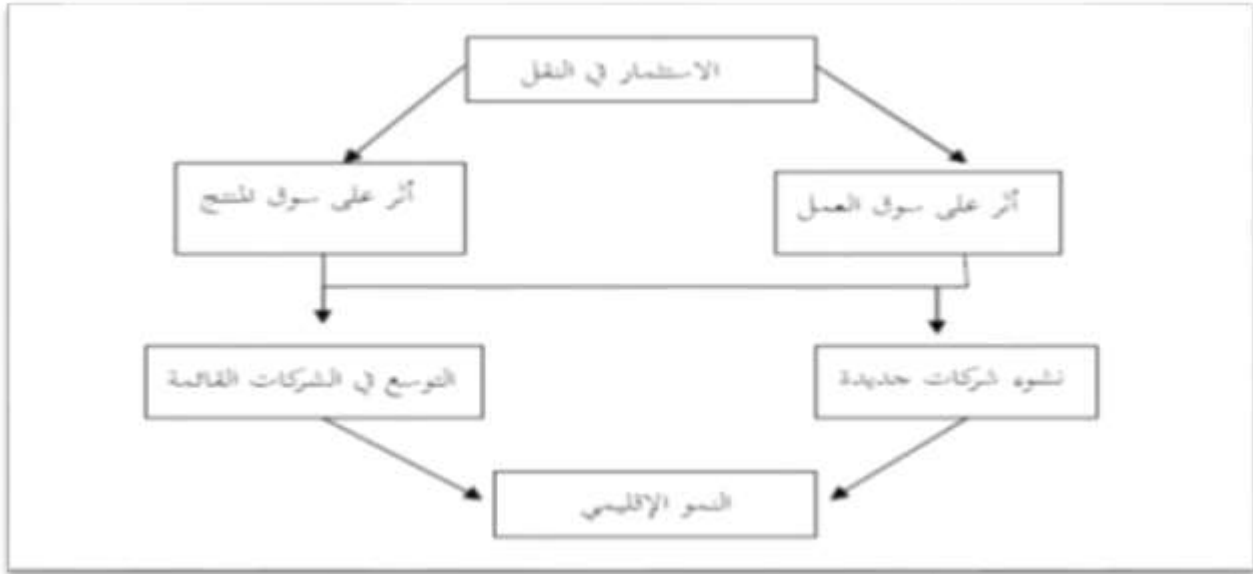 الاستثمار في النقل
أثر على سوق العمل
أثر على سوق المنتج
نشوء شركات جديدة
التوسع في الشركات القائمة
النمو الإقليمي